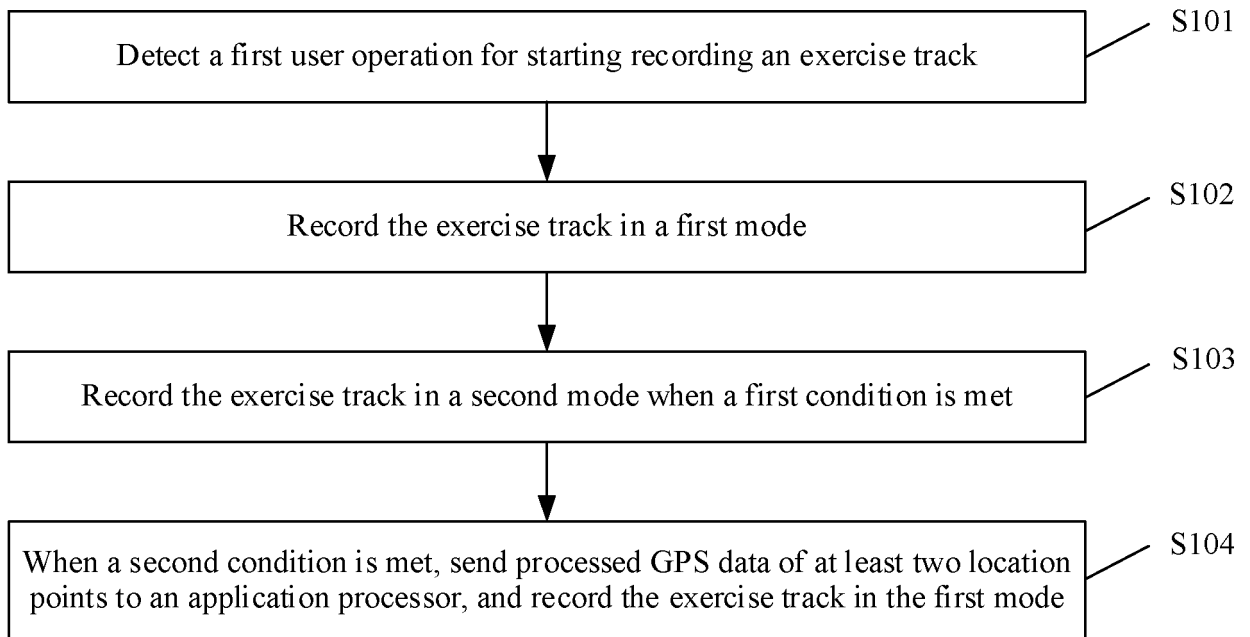 S101
Detect a first user operation for starting recording an exercise track
S102
Record the exercise track in a first mode
S103
Record the exercise track in a second mode when a first condition is met
S104
When a second condition is met, send processed GPS data of at least two location
points to an application processor, and record the exercise track in the first mode